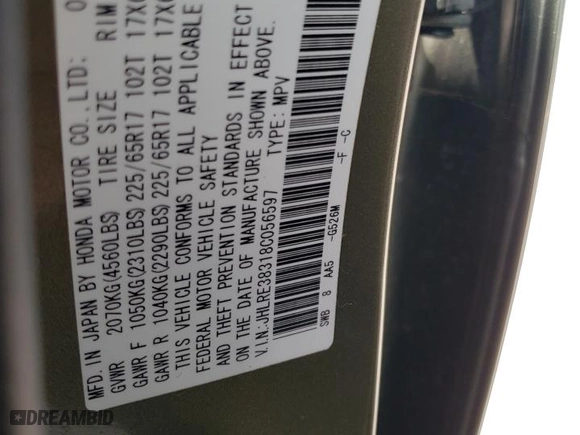 MFD. IN JAPAN BY HONDA MOTOR CO., LTD: 0
GVWR 2070KG(4560LBS) TIRE SIZE RIM
GAWR F 1050KG(2310LBS) 225/65R17 102T 17X6
GAWR R 1040KG(2290LBS) 225/65R17 102T 17X6
THIS VEHICLE CONFORMS TO ALL APPLICABLE
FEDERAL MOTOR VEHICLE SAFETY
AND THEFT PREVENTION STANDARDS IN EFFECT
ON THE DATE OF MANUFACTURE SHOWN ABOVE.
V.I.N.:JHLRE38318C056597 TYPE: MPV
SWB 8 AA5 -G526M -F -C
DREAMBID